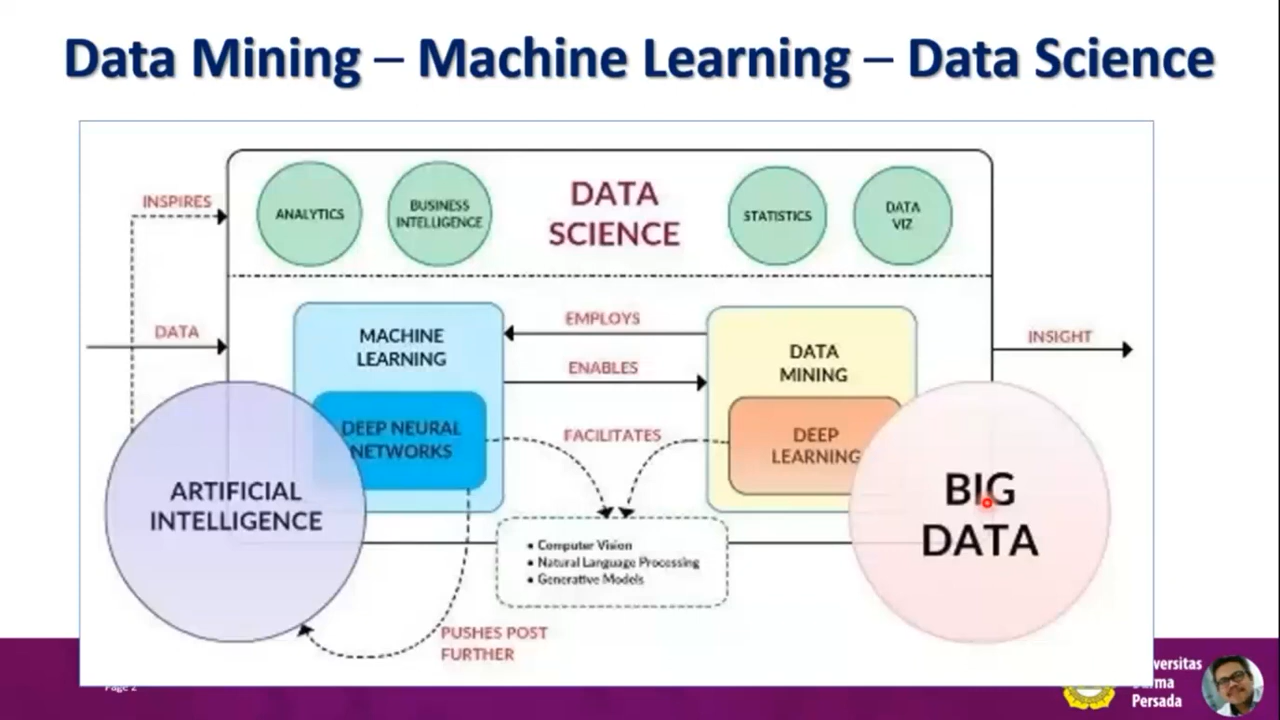 Data Mining – Machine Learning – Data Science
INSPIRES
ANALYTICS
BUSINESS
INTELLIGENCE
DATA
SCIENCE
STATISTICS
DATA
VIZ
DATA
MACHINE
LEARNING
EMPLOYS
ENABLES
FACILITATES
DATA
MINING
INSIGHT
DEEP NEURAL
NETWORKS
DEEP
LEARNING
ARTIFICIAL
INTELLIGENCE
• Computer Vision
• Natural Language Processing
• Generative Models
BIG
DATA
PUSHES POST
FURTHER
Page 2
Persada